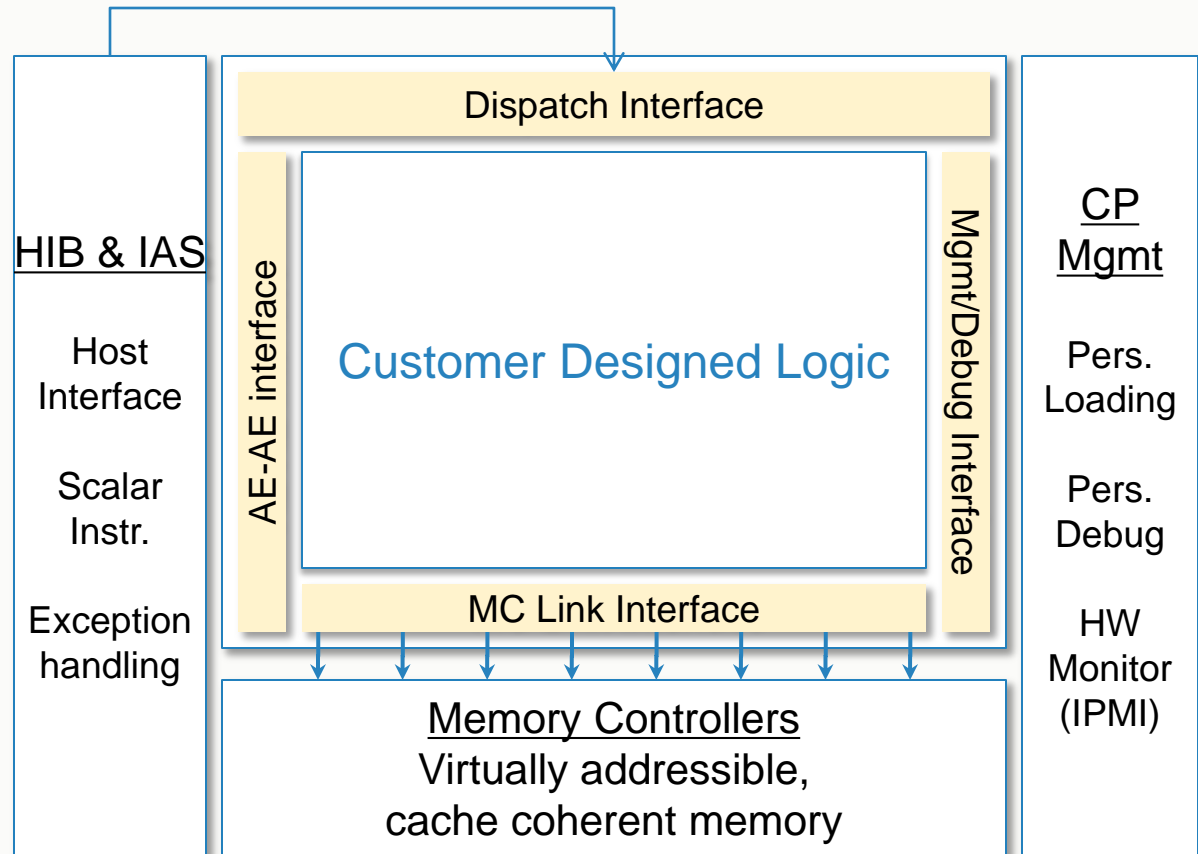 Dispatch Interface
HIB & IAS
Host
Interface
Scalar
Instr.
Exception
handling
AE-AE interface
Customer Designed Logic
Mgmt/Debug Interface
MC Link Interface
Memory Controllers
Virtually addressible,
cache coherent memory
CP
Mgmt
Pers.
Loading
Pers.
Debug
HW
Monitor
(IPMI)